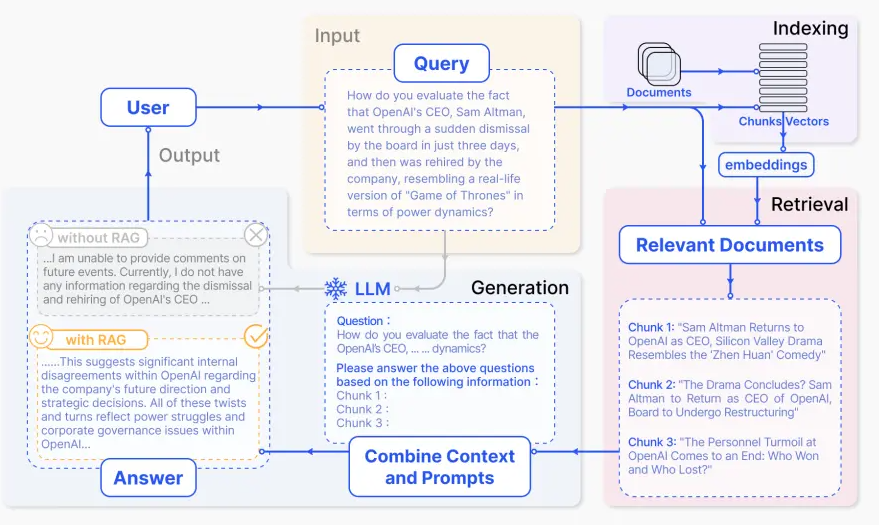 Input
Indexing
Query
Documents
User
How do you evaluate the fact
that OpenAI's CEO, Sam Altman,
went through a sudden dismissal
by the board in just three days,
and then was rehired by the
company, resembling a real-life
version of "Game of Thrones" in
terms of power dynamics?
Chunks Vectors
embeddings
Output
Retrieval
Relevant Documents
without RAG
...I am unable to provide comments on
future events. Currently, I do not have
any information regarding the dismissal
and rehiring of OpenAI's CEO ...
with RAG
......This suggests significant internal
disagreements within OpenAI regarding
the company's future direction and
strategic decisions. All of these twists
and turns reflect power struggles and
corporate governance issues within
OpenAI...
Answer
LLM
Generation
Question :
How do you evaluate the fact that the
OpenAI's CEO, ... ... dynamics?
Please answer the above questions
based on the following information :
Chunk 1 :
Chunk 2 :
Chunk 3 :
Combine Context
and Prompts
Chunk 1: "Sam Altman Returns to
OpenAI as CEO, Silicon Valley Drama
Resembles the 'Zhen Huan' Comedy"
Chunk 2: "The Drama Concludes? Sam
Altman to Return as CEO of OpenAI,
Board to Undergo Restructuring"
Chunk 3: "The Personnel Turmoil at
OpenAI Comes to an End: Who Won
and Who Lost?"